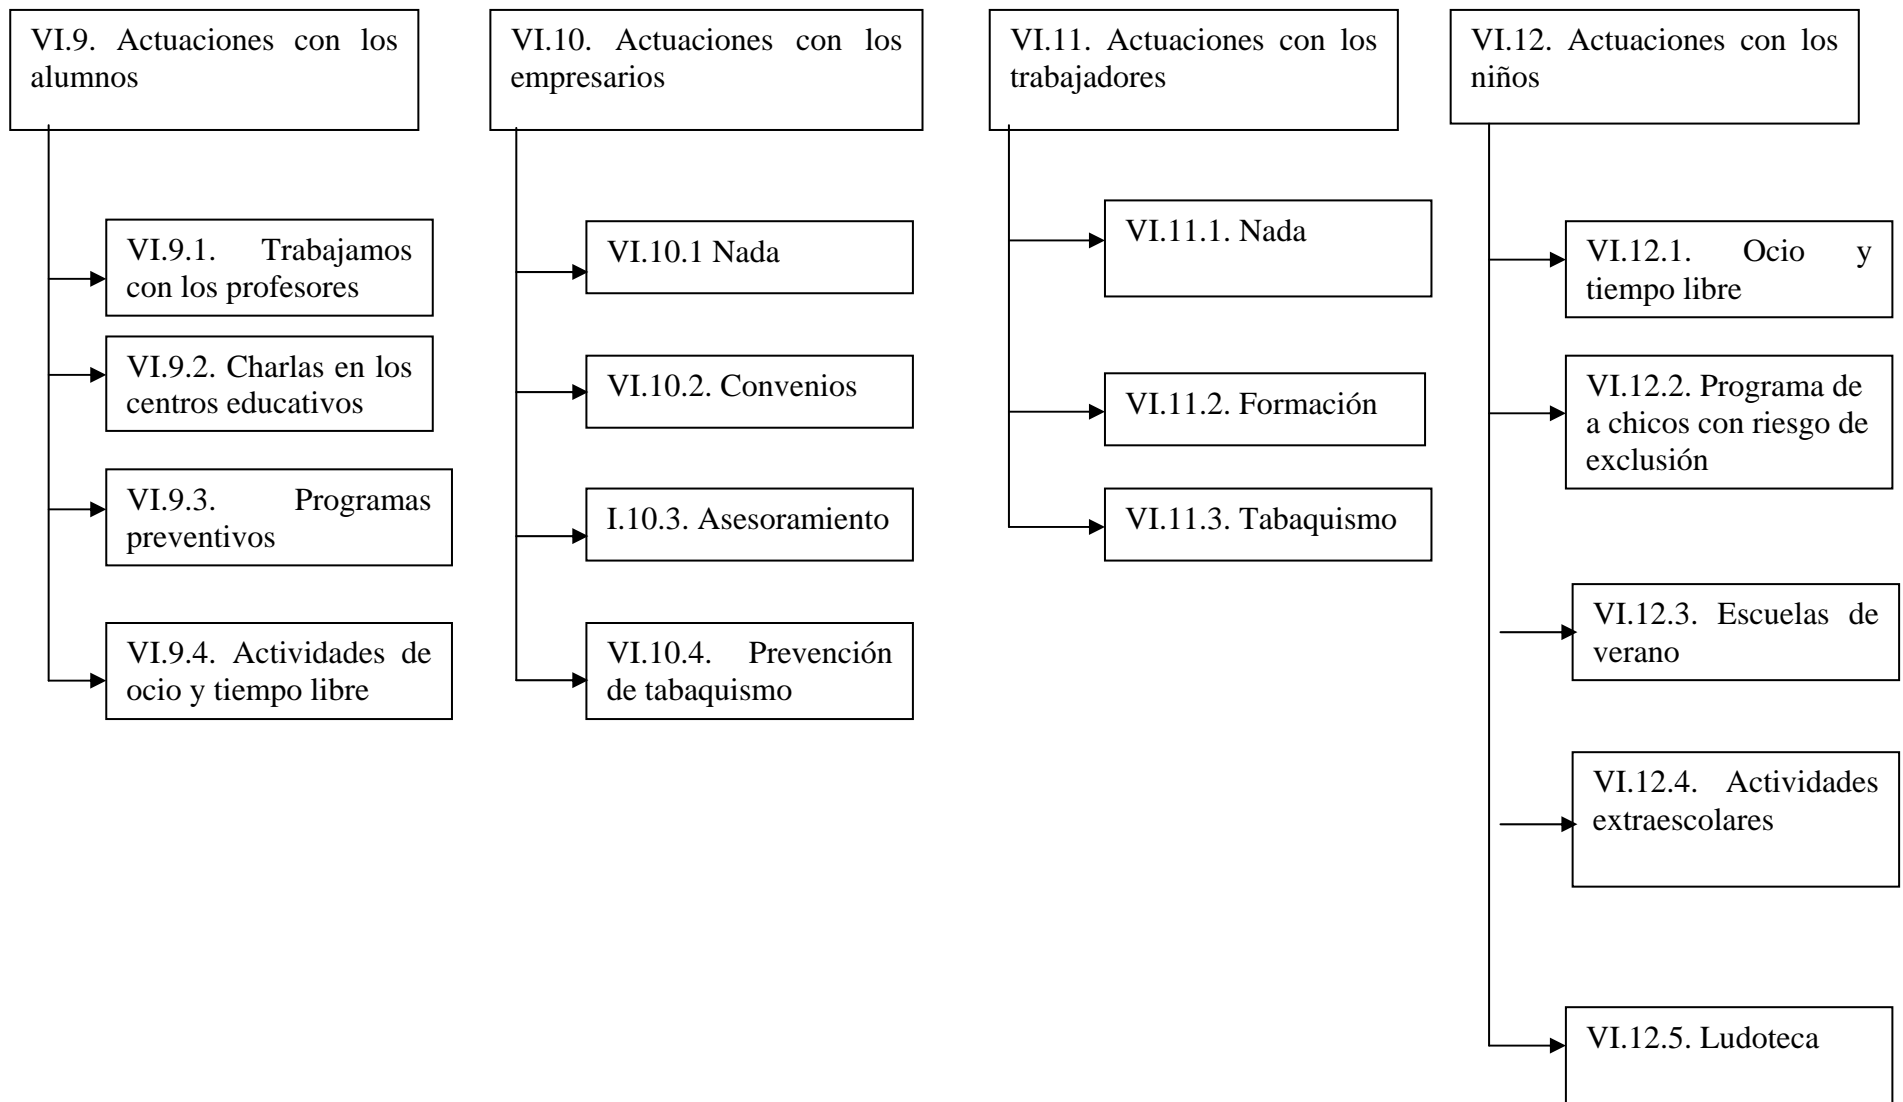 VI.9. Actuaciones con los
alumnos
VI.9.1. Trabajamos
con los profesores
VI.9.2. Charlas en los
centros educativos
VI.9.3. Programas
preventivos
VI.9.4. Actividades de
ocio y tiempo libre
VI.10. Actuaciones con los
empresarios
VI.10.1 Nada
VI.10.2. Convenios
I.10.3. Asesoramiento
VI.10.4. Prevención
de tabaquismo
VI.11. Actuaciones con los
trabajadores
VI.11.1. Nada
VI.11.2. Formación
VI.11.3. Tabaquismo
VI.12. Actuaciones con los
niños
VI.12.1. Ocio y
tiempo libre
VI.12.2. Programa de
a chicos con riesgo de
exclusión
VI.12.3. Escuelas de
verano
VI.12.4. Actividades
extraescolares
VI.12.5. Ludoteca